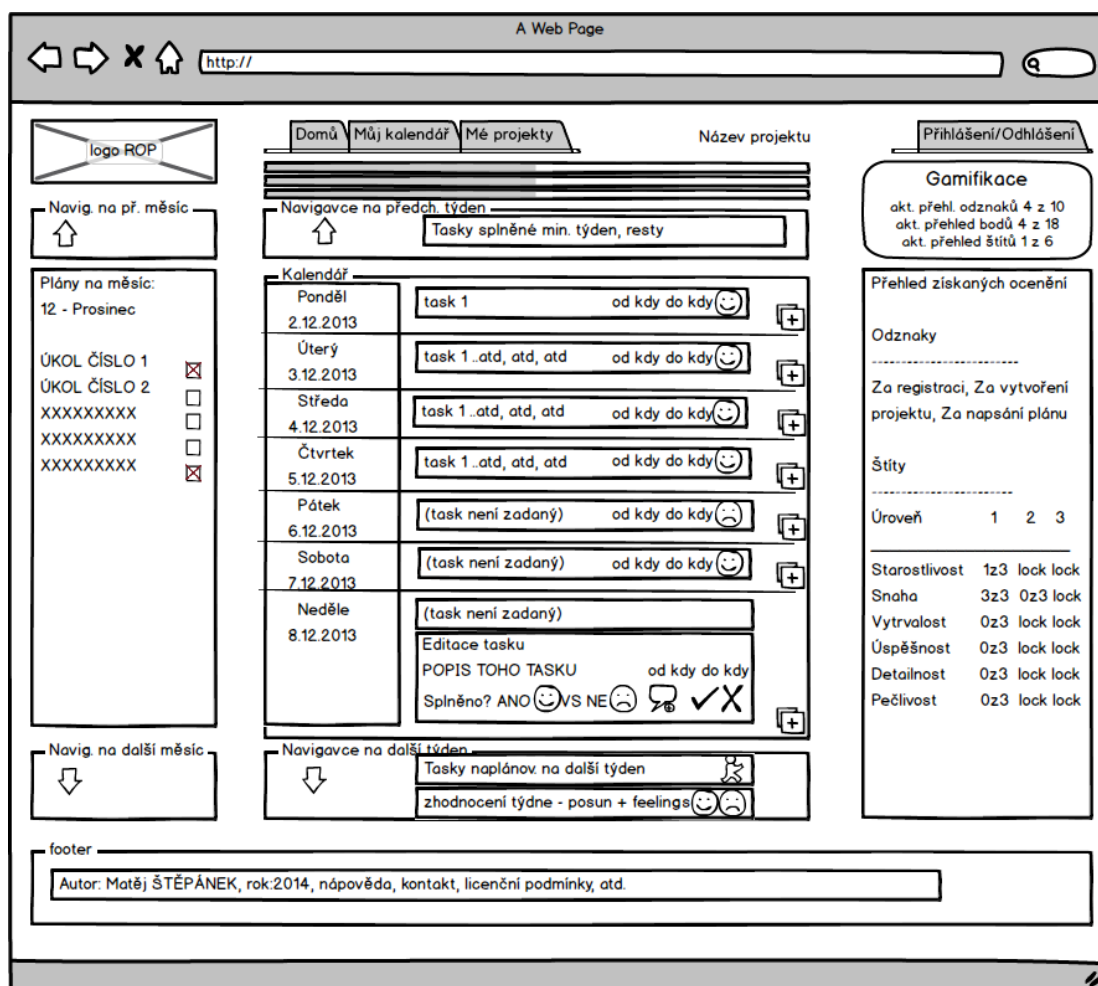 A Web Page
http://
logo ROP
Domů
Můj kalendář
Mé projekty
Název projektu
Přihlášení/Odhlášení
Gamifikace
akt. přehl. odznaků 4 z 10
akt. přehled bodů 4 z 18
akt. přehled štítů 1 z 6
Navig. na př. měsíc
Navigavce na předch. týden
Tasky splněné min. týden, resty
Plány na měsíc:
12 - Prosinec
ÚKOL ČÍSLO 1
ÚKOL ČÍSLO 2
XXXXXXXXX
XXXXXXXXX
XXXXXXXXX
Kalendář
Ponděl
2.12.2013
task 1 od kdy do kdy
Úterý
3.12.2013
task 1 ..atd, atd, atd od kdy do kdy
Středa
4.12.2013
task 1 ..atd, atd, atd od kdy do kdy
Čtvrtek
5.12.2013
task 1 ..atd, atd, atd od kdy do kdy
Pátek
6.12.2013
(task není zadaný) od kdy do kdy
Sobota
7.12.2013
(task není zadaný) od kdy do kdy
Neděle
8.12.2013
(task není zadaný)
Editace tasku
POPIS TOHO TASKU od kdy do kdy
Splněno? ANO VS NE
Přehled získaných ocenění
Odznaky
------------------------
Za registraci, Za vytvoření
projektu, Za napsání plánu
Štíty
-----------------------
Úroveň 1 2 3
Starostlivost 1z3 lock lock
Snaha 3z3 0z3 lock
Vytrvalost 0z3 lock lock
Úspěšnost 0z3 lock lock
Detailnost 0z3 lock lock
Pečlivost 0z3 lock lock
Navig. na další měsíc
Navigavce na další týden
Tasky naplánov. na další týden
zhodnocení týdne - posun + feelings
footer
Autor: Matěj ŠTĚPÁNEK, rok:2014, nápověda, kontakt, licenční podmínky, atd.